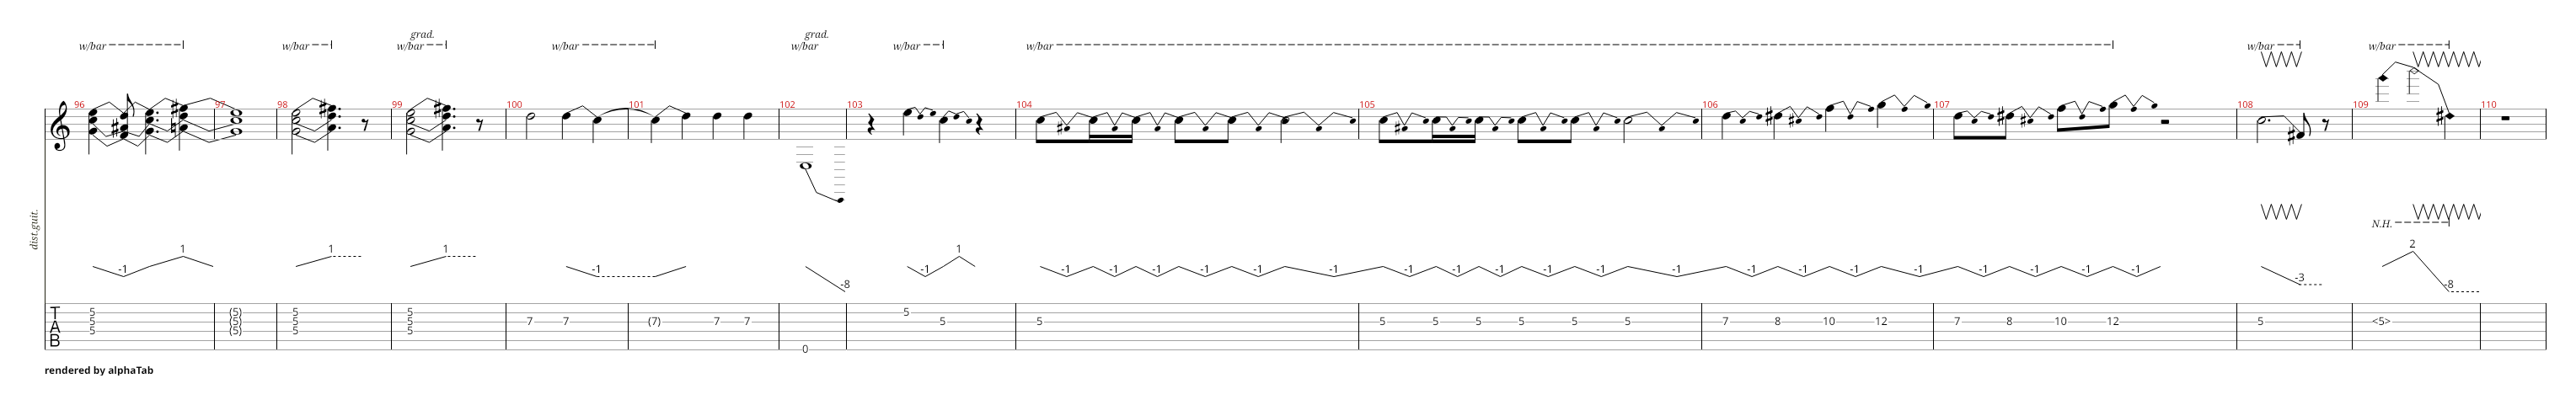 grad. grad.
w/bar w/bar w/bar w/bar w/bar w/bar w/bar w/bar w/bar
96 97 98 99 100 101 102 103 104 105 106 107 108 109 110
dist.guit.
N.H.
-1 1 1 1 -1 -8 -1 1 -1 -1 -1 -1 -1 -1 -1 -1 -1 -1 -1 -1 -1 -1 -1 -1 -1 -1 -1 -1 -3 2 -8
5 (5) 5 5 5
T 5 (5) 5 5 7 7 (7) 7 7 5 5 5 5 5 5 5 5 7 8 10 12 7 8 10 12 5 <5>
A 5 (5) 5 5
B 0
rendered by alphaTab